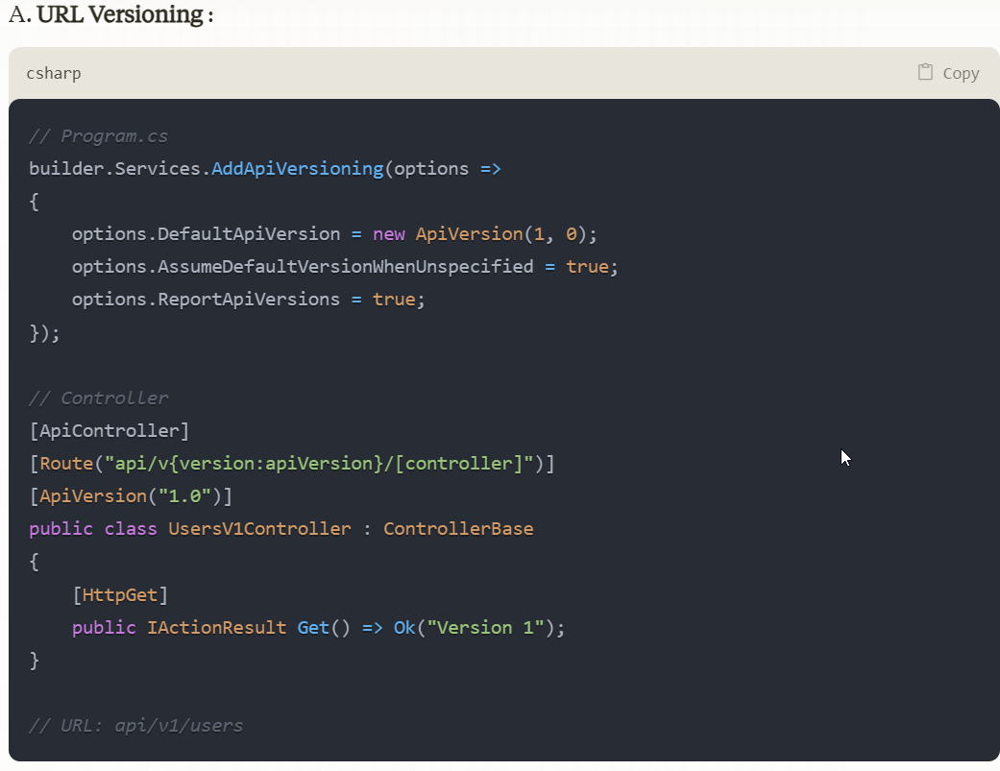 A. URL Versioning :
csharp
Copy
// Program.cs
builder.Services.AddApiVersioning(options =>
{
    options.DefaultApiVersion = new ApiVersion(1, 0);
    options.AssumeDefaultVersionWhenUnspecified = true;
    options.ReportApiVersions = true;
});
// Controller
[ApiController]
[Route("api/v{version:apiVersion}/[controller]")]
[ApiVersion("1.0")]
public class UsersV1Controller : ControllerBase
{
    [HttpGet]
    public IActionResult Get() => Ok("Version 1");
}
// URL: api/v1/users